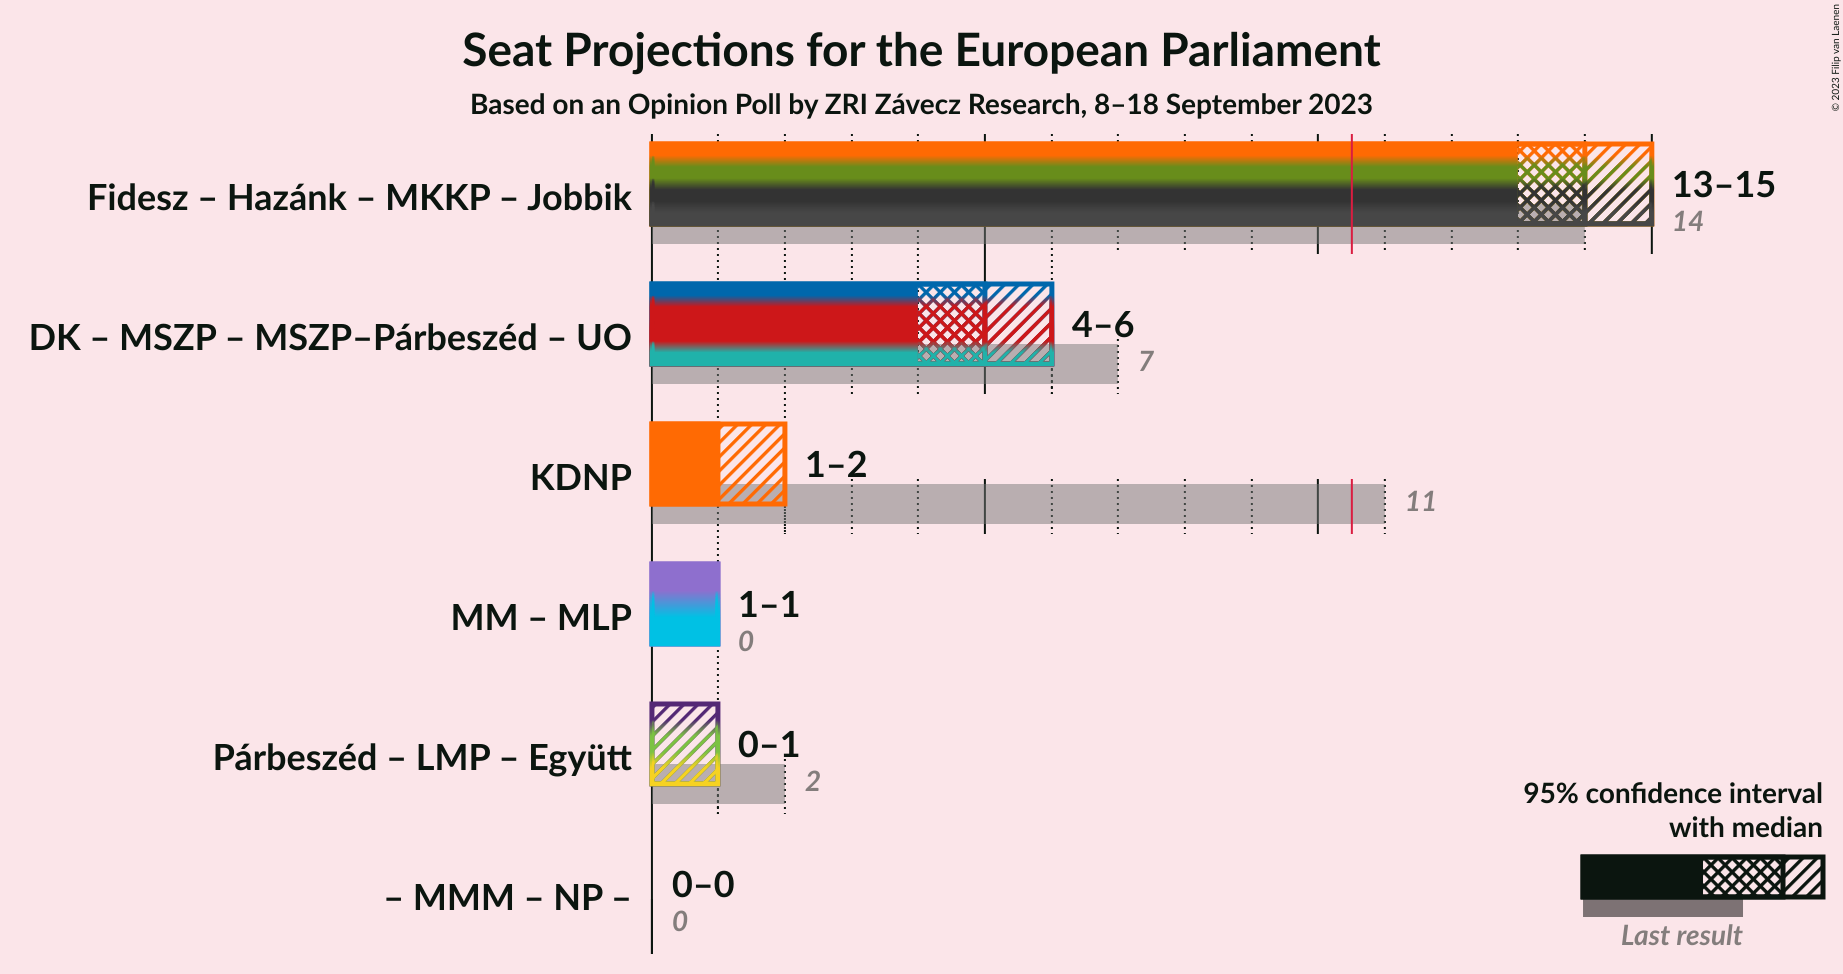 Seat Projections for the European Parliament
Based on an Opinion Poll by ZRI Závecz Research, 8–18 September 2023
© 2023 Filip van Laenen
Fidesz – Hazánk – MKKP – Jobbik
13–15
14
DK – MSZP – MSZP–Párbeszéd – UO
4–6
7
KDNP
1–2
11
MM – MLP
1–1
0
Párbeszéd – LMP – Együtt
0–1
2
– MMM – NP –
0–0
0
95% confidence interval
with median
Last result